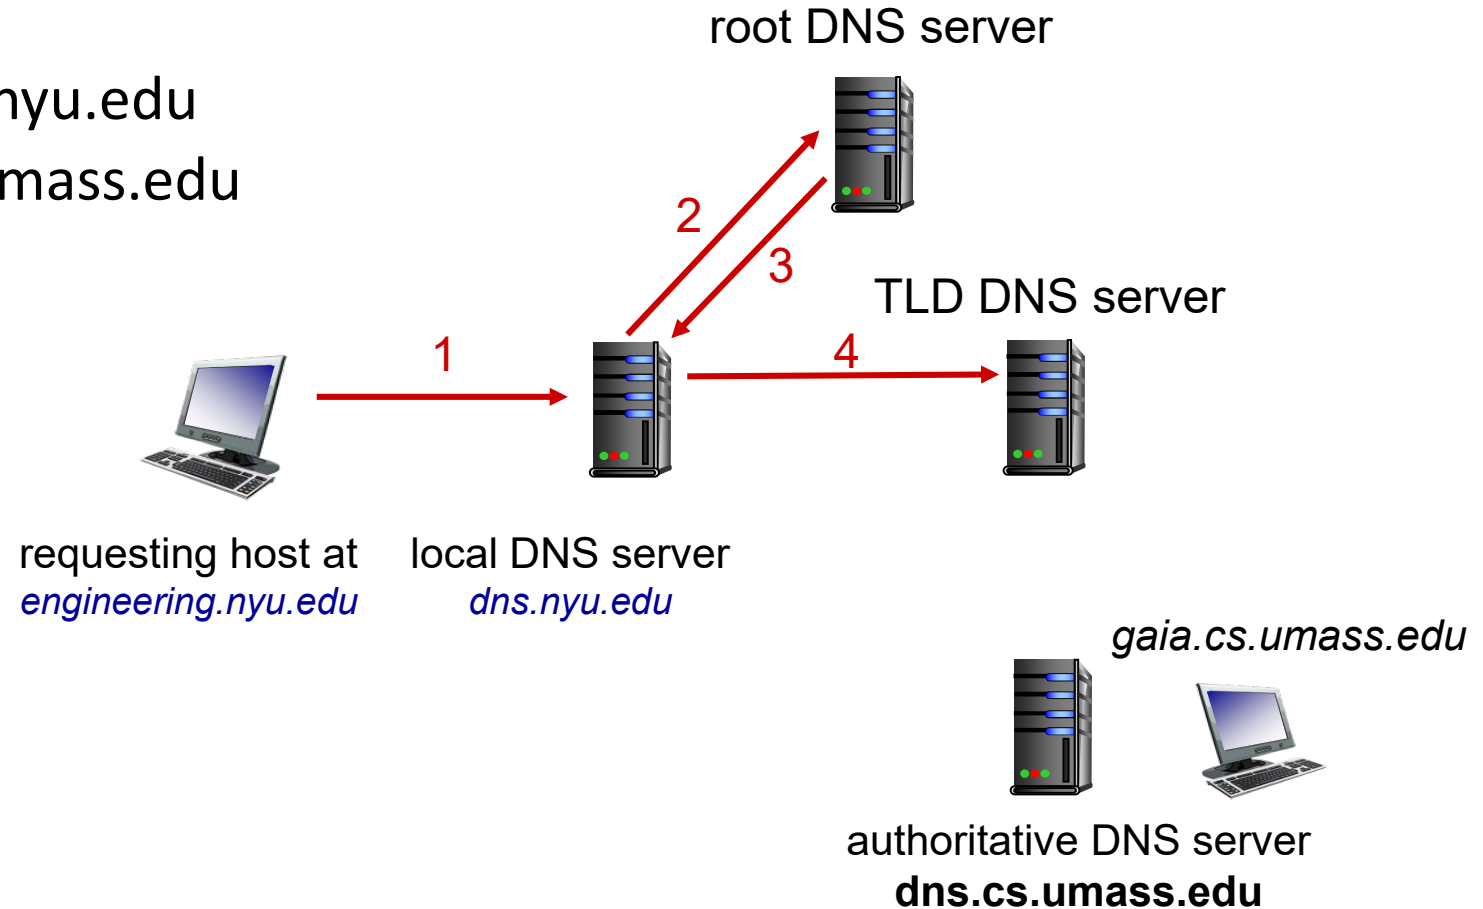 root DNS server
nyu.edu
mass.edu
2
3
TLD DNS server
1
4
requesting host at
engineering.nyu.edu
local DNS server
dns.nyu.edu
gaia.cs.umass.edu
authoritative DNS server
dns.cs.umass.edu